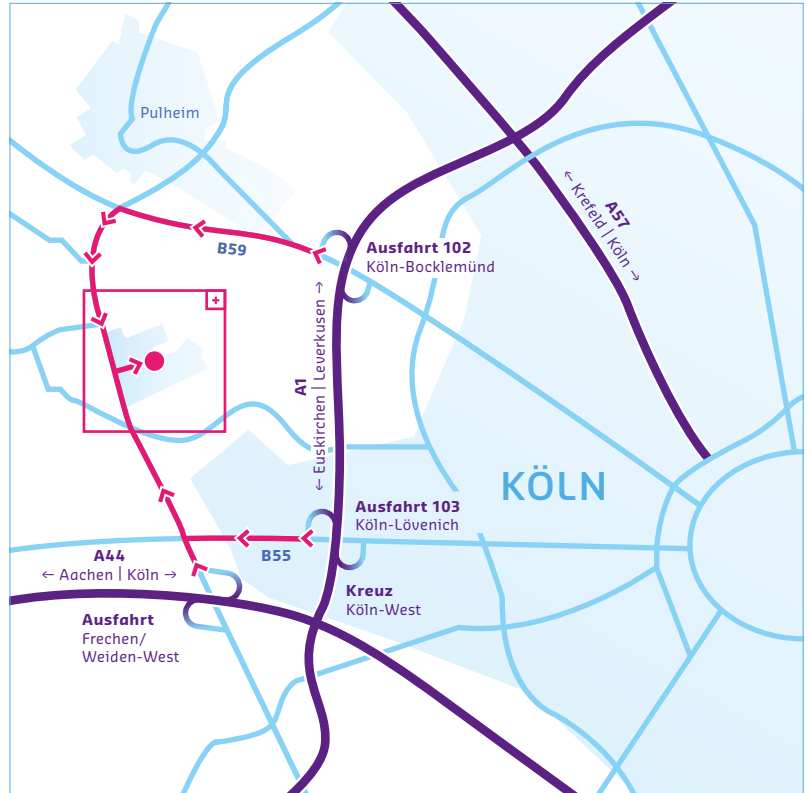 Pulheim
← Krefeld | Köln →
A57
B59
Ausfahrt 102
Köln-Bocklemünd
A1
← Euskirchen | Leverkusen →
KÖLN
Ausfahrt 103
Köln-Lövenich
B55
A44
← Aachen | Köln →
Kreuz
Köln-West
Ausfahrt
Frechen/
Weiden-West